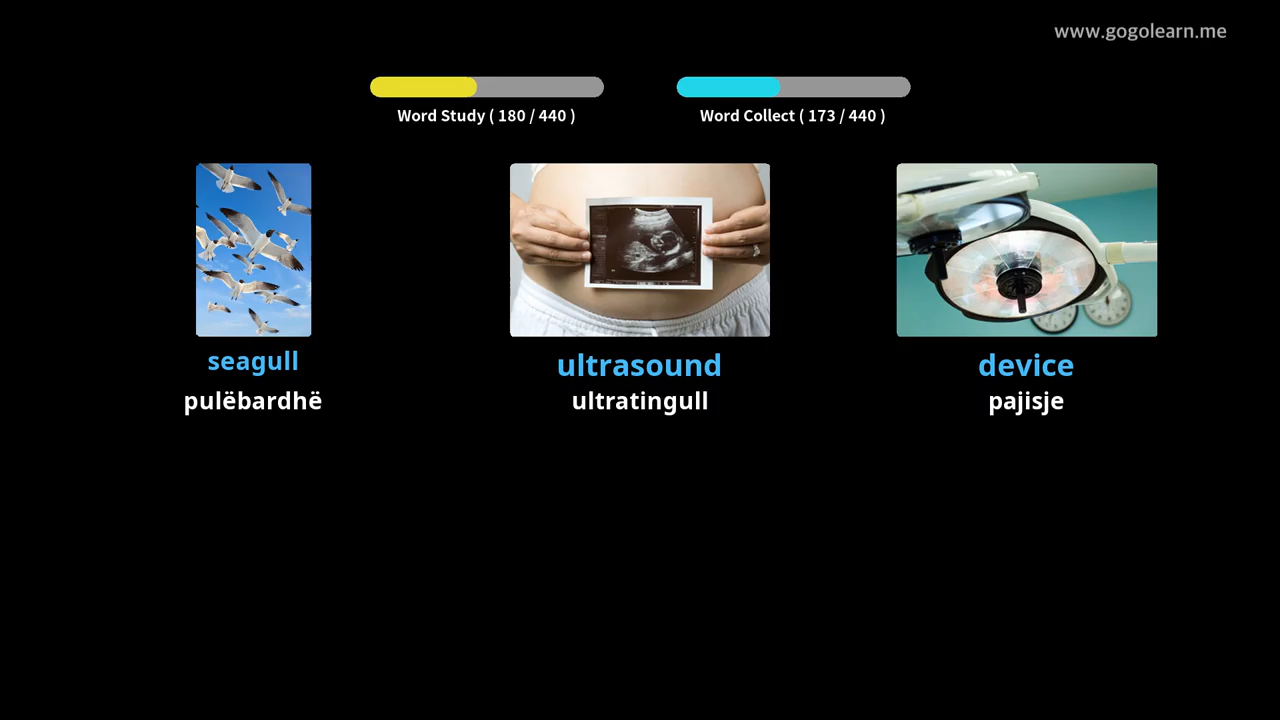 www.gogolearn.me
Word Study ( 180 / 440 )
Word Collect ( 173 / 440 )
seagull
ultrasound
device
pulëbardhë
ultratingull
pajisje